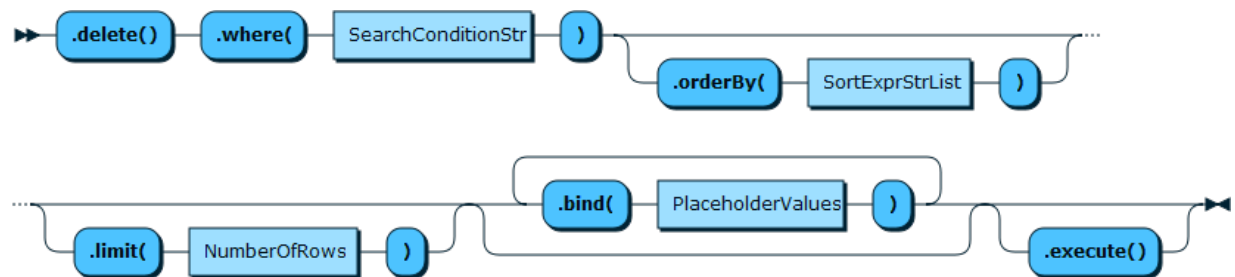 .delete() .where( SearchConditionStr )
.orderBy( SortExprStrList )
.bind( PlaceholderValues )
.limit( NumberOfRows ) .execute()